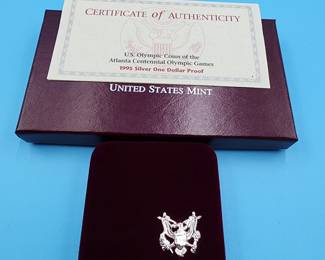 CERTIFICATE of AUTHENTICITY
U.S. Olympic Coins of the
Atlanta Centennial Olympic Games
1995 Silver One Dollar Proof
UNITED STATES MINT